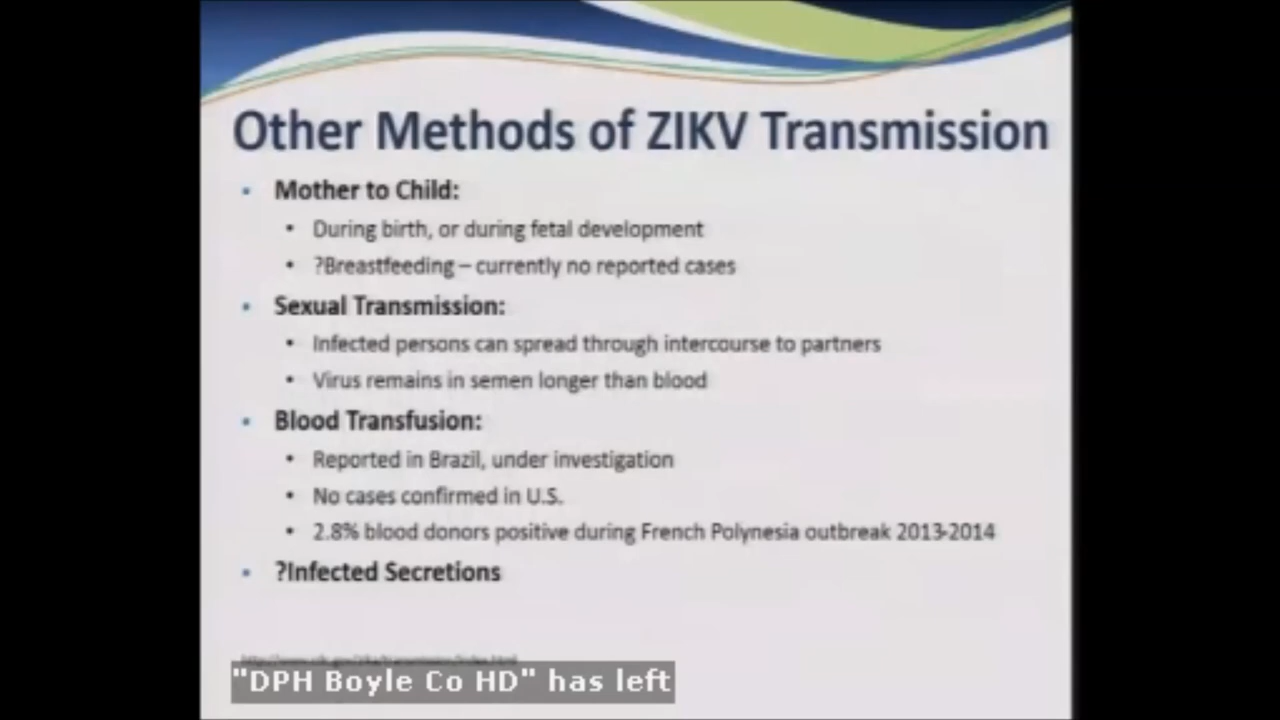 Other Methods of ZIKV Transmission
• Mother to Child:
• During birth, or during fetal development
• ?Breastfeeding – currently no reported cases
• Sexual Transmission:
• Infected persons can spread through intercourse to partners
• Virus remains in semen longer than blood
• Blood Transfusion:
• Reported in Brazil, under investigation
• No cases confirmed in U.S.
• 2.8% blood donors positive during French Polynesia outbreak 2013-2014
• ?Infected Secretions
"DPH Boyle Co HD" has left